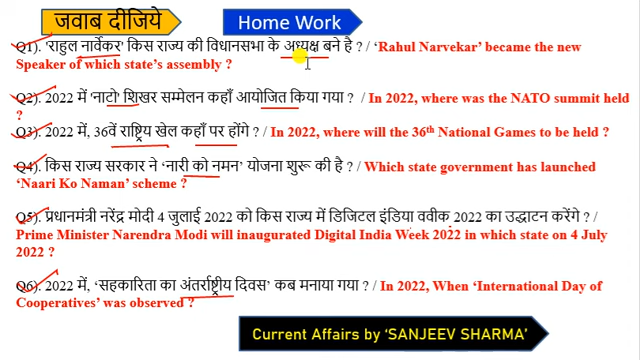 जवाब दीजिये
Home Work
Q1). 'राहुल नार्वेकर' किस राज्य की विधानसभा के अध्यक्ष बने है ? / ‘Rahul Narvekar’ became the new
Speaker of which state’s assembly ?
Q2). 2022 में ‘नाटो’ शिखर सम्मेलन कहाँ आयोजित किया गया ? / In 2022, where was the NATO summit held
?
Q3). 2022 में, 36वें राष्ट्रिय खेल कहाँ पर होंगे ? / In 2022, where will the 36th National Games to be held ?
Q4). किस राज्य सरकार ने ‘नारी को नमन’ योजना शुरू की है ? / Which state government has launched
‘Naari Ko Naman’ scheme ?
Q5). प्रधानमंत्री नरेंद्र मोदी 4 जुलाई 2022 को किस राज्य में डिजिटल इंडिया ववीक 2022 का उद्घाटन करेंगे ? /
Prime Minister Narendra Modi will inaugurated Digital India Week 2022 in which state on 4 July
2022 ?
Q6). 2022 में, ‘सहकारिता का अंतर्राष्ट्रीय दिवस’ कब मनाया गया ? / In 2022, When ‘International Day of
Cooperatives’ was observed ?
Current Affairs by ‘SANJEEV SHARMA’